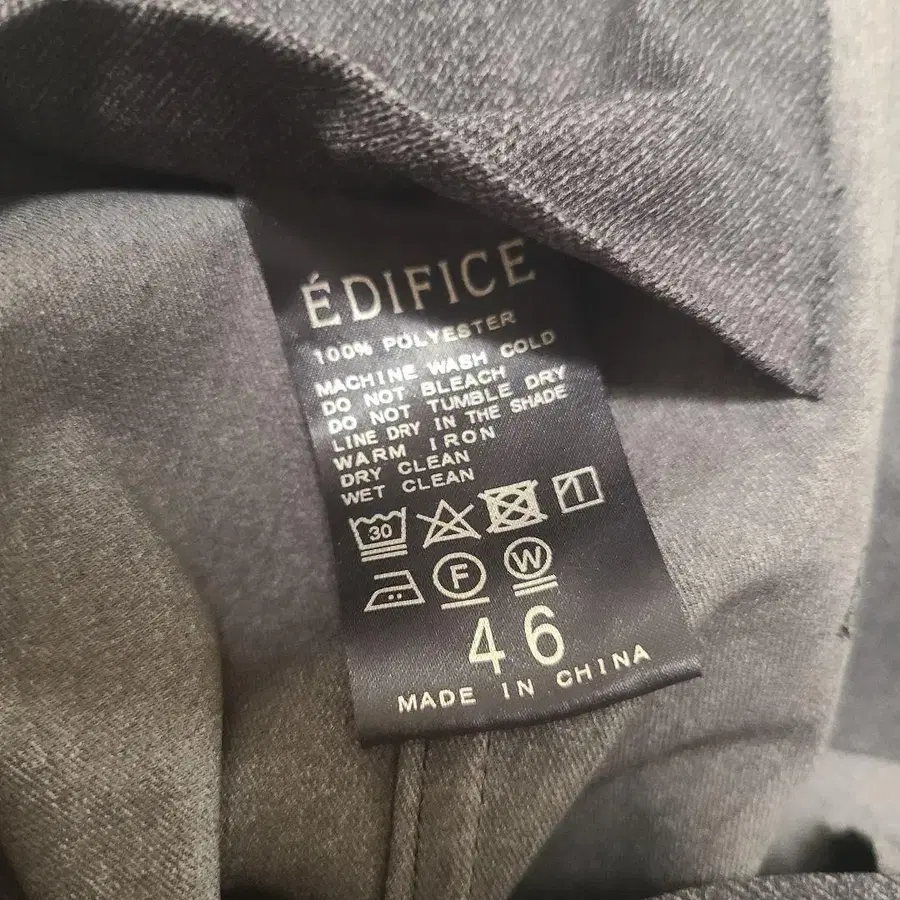 ÉDIFICE
100% POLYESTER
MACHINE WASH COLD
DO NOT BLEACH
DO NOT TUMBLE DRY
LINE DRY IN THE SHADE
WARM IRON
DRY CLEAN
WET CLEAN
30
F W
46
MADE IN CHINA